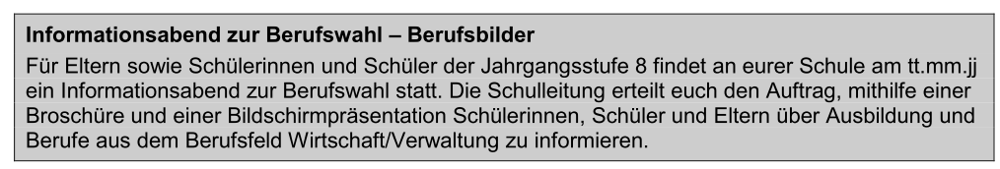 Informationsabend zur Berufswahl – Berufsbilder
Für Eltern sowie Schülerinnen und Schüler der Jahrgangsstufe 8 findet an eurer Schule am tt.mm.jj
ein Informationsabend zur Berufswahl statt. Die Schulleitung erteilt euch den Auftrag, mithilfe einer
Broschüre und einer Bildschirmpräsentation Schülerinnen, Schüler und Eltern über Ausbildung und
Berufe aus dem Berufsfeld Wirtschaft/Verwaltung zu informieren.